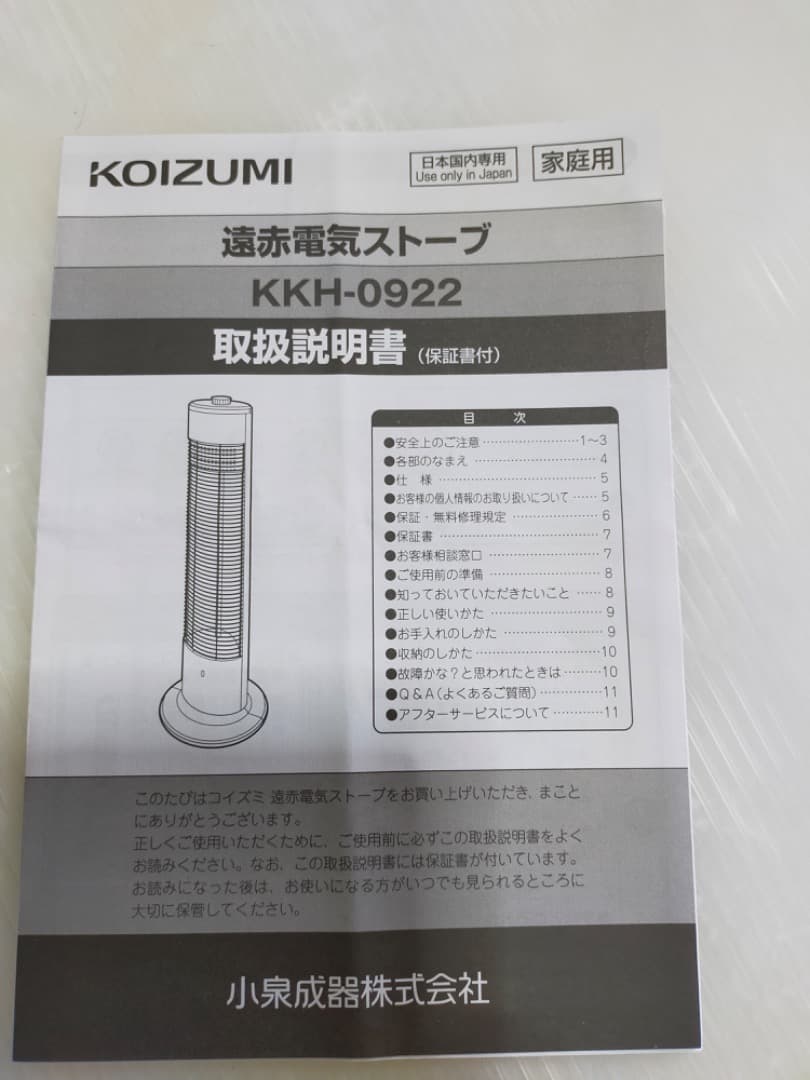 KOIZUMI
日本国内専用
Use only in Japan
家庭用
遠赤電気ストーブ
KKH-0922
取扱説明書（保証書付）
目 次
●安全上のご注意……………………1～3
●各部のなまえ……………………4
●仕 様……………………5
●お客様の個人情報のお取り扱いについて……5
●保証・無料修理規定……………………6
●保証書……………………7
●お客様相談窓口……………………7
●ご使用前の準備……………………8
●知っておいていただきたいこと……8
●正しい使いかた……………………9
●お手入れのしかた……………………9
●収納のしかた……………………10
●故障かな？と思われたときは………10
●Q＆A（よくあるご質問）……………11
●アフターサービスについて…………11
このたびはコイズミ 遠赤電気ストーブをお買い上げいただき、まこと
にありがとうございます。
正しくご使用いただくために、ご使用前に必ずこの取扱説明書をよく
お読みください。なお、この取扱説明書には保証書が付いています。
お読みになった後は、お使いになる方がいつでも見られるところに
大切に保管してください。
小泉成器株式会社